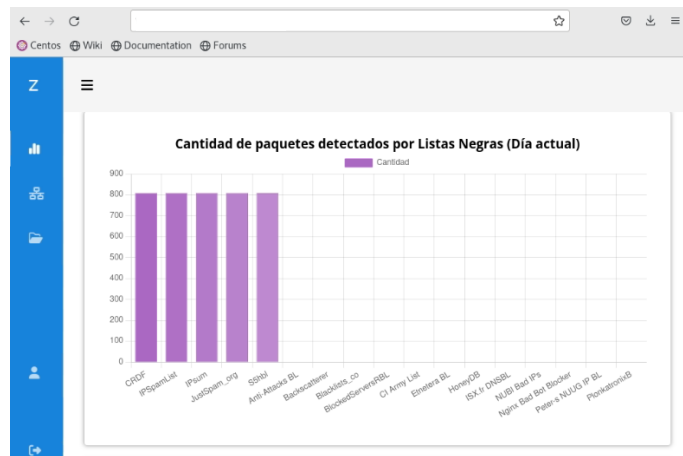 Centos Wiki Documentation Forums
Z
Cantidad de paquetes detectados por Listas Negras (Día actual)
Cantidad
900
800
700
600
500
400
300
200
100
0
CRDF
IPSpamList
IPsum
JustSpam_org
SShbl
Anti-Attacks BL
Backscatterer
Blacklists_co
BlockedServersRBL
CI Army List
Etnetera BL
HoneyDB
ISX.fr DNSBL
NUBI Bad IPs
Nginx Bad Bot Blocker
Peter-s NUUG IP BL
PlonkatronixB